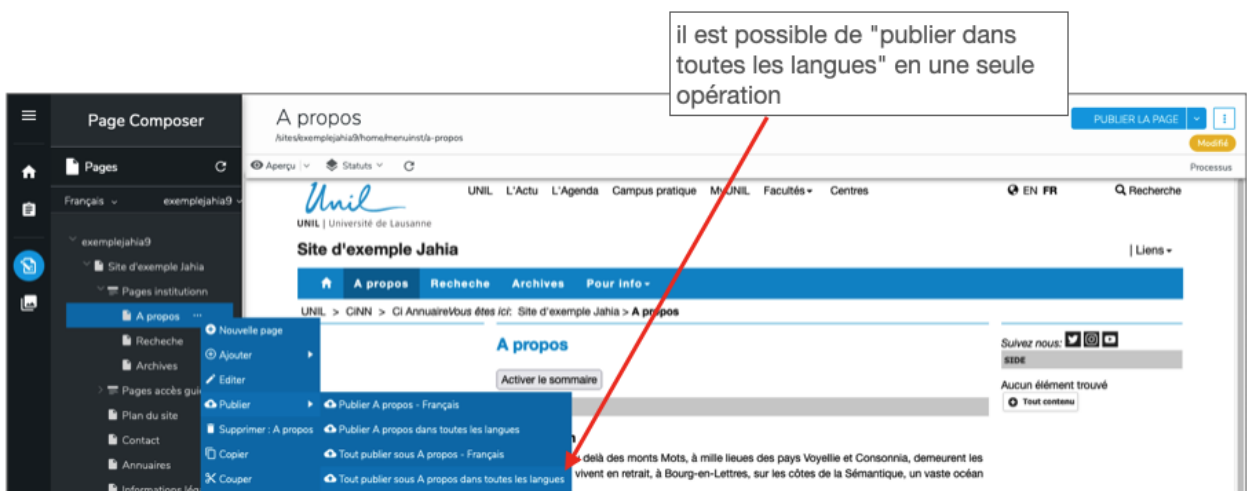 il est possible de "publier dans
toutes les langues" en une seule
opération
Page Composer
A propos
/sites/exemplejahia9/home/menuinst/a-propos
PUBLIER LA PAGE
Modifié
Pages
Aperçu
Statuts
Processus
Français
exemplejahia9
Unil
UNIL | Université de Lausanne
UNIL L'Actu L'Agenda Campus pratique MyUNIL Facultés Centres
EN FR
Recherche
exemplejahia9
Site d'exemple Jahia
Pages institutionn
A propos ...
Recheche
Archives
Pages accès gui
Plan du site
Contact
Annuaires
Informations lég
Site d'exemple Jahia
| Liens
A propos Recheche Archives Pour info
UNIL > CiNN > CI AnnuaireVous êtes ici: Site d'exemple Jahia > A propos
Nouvelle page
Ajouter
Editer
Publier
Supprimer : A propos
Copier
Couper
Publier A propos - Français
Publier A propos dans toutes les langues
Tout publier sous A propos - Français
Tout publier sous A propos dans toutes les langues
A propos
Activer le sommaire
delà des monts Mots, à mille lieues des pays Voyellie et Consonnia, demeurent les
vivent en retrait, à Bourg-en-Lettres, sur les côtes de la Sémantique, un vaste océan
Suivez nous:
SIDE
Aucun élément trouvé
Tout contenu